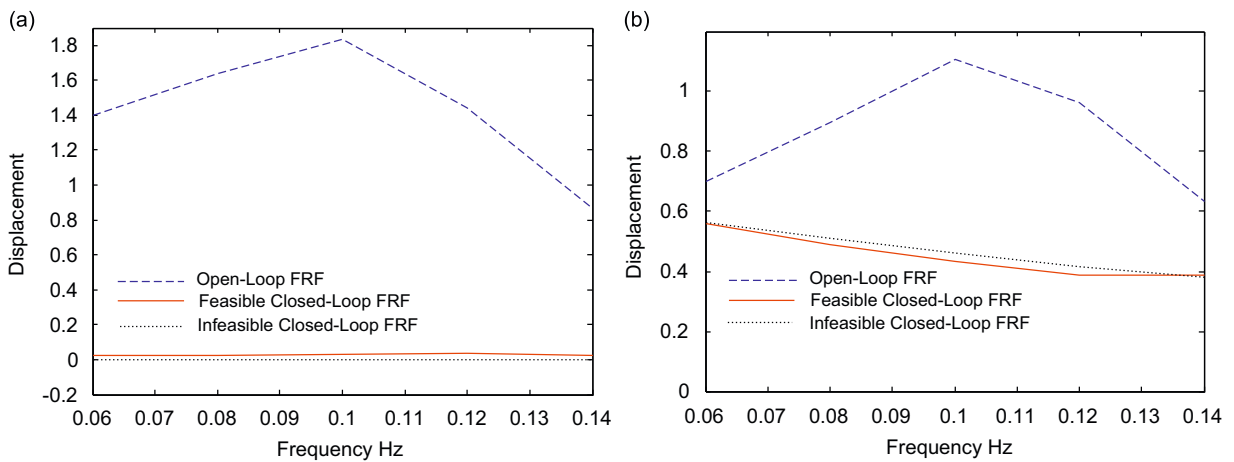 (a)
1.8
1.6
1.4
1.2
1
0.8
0.6
0.4
0.2
0
-0.2
Displacement
Open-Loop FRF
Feasible Closed-Loop FRF
Infeasible Closed-Loop FRF
0.06 0.07 0.08 0.09 0.1 0.11 0.12 0.13 0.14
Frequency Hz
(b)
1
0.8
0.6
0.4
0.2
0
Displacement
Open-Loop FRF
Feasible Closed-Loop FRF
Infeasible Closed-Loop FRF
0.06 0.07 0.08 0.09 0.1 0.11 0.12 0.13 0.14
Frequency Hz